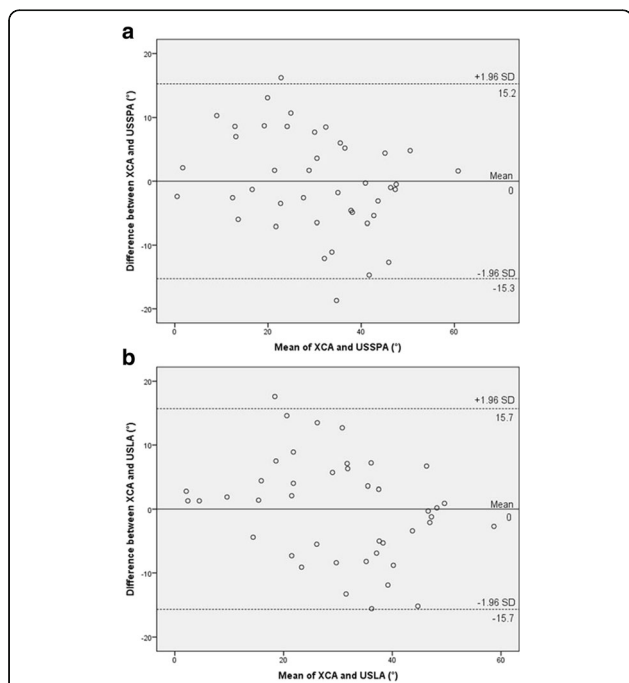 a
20
10
0
-10
-20
Difference between XCA and USSPA (°)
+1.96 SD
15.2
Mean
0
-1.96 SD
-15.3
0 20 40 60
Mean of XCA and USSPA (°)
b
20
10
0
-10
-20
Difference between XCA and USLA (°)
+1.96 SD
15.7
Mean
0
-1.96 SD
-15.7
0 20 40 60
Mean of XCA and USLA (°)